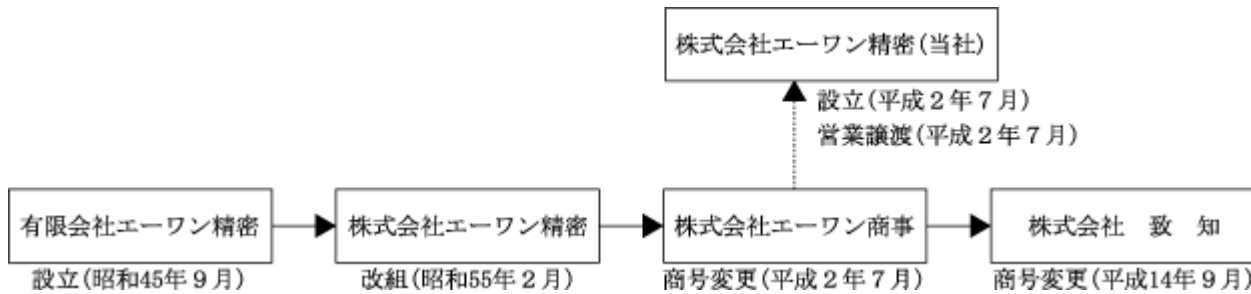 株式会社エーワン精密(当社)
設立(平成2年7月)
営業譲渡(平成2年7月)
有限会社エーワン精密
株式会社エーワン精密
株式会社エーワン商事
株式会社 致 知
設立(昭和45年9月)
改組(昭和55年2月)
商号変更(平成2年7月)
商号変更(平成14年9月)